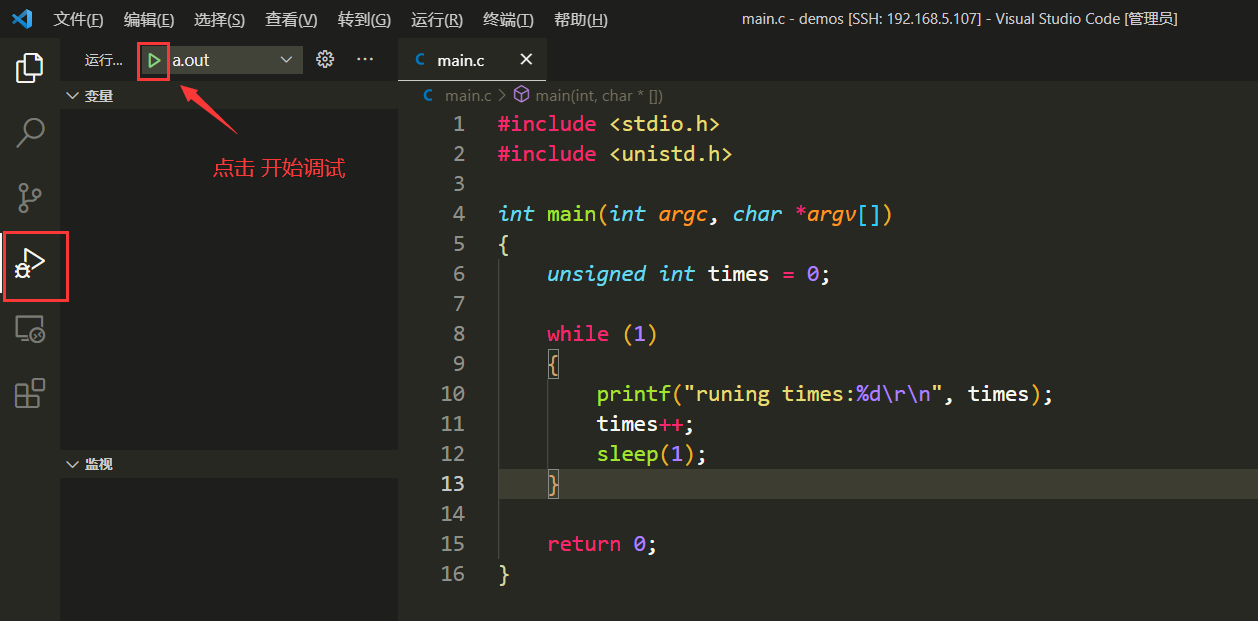 文件(F) 编辑(E) 选择(S) 查看(V) 转到(G) 运行(R) 终端(T) 帮助(H) main.c - demos [SSH: 192.168.5.107] - Visual Studio Code [管理员]
运行... a.out ...
C main.c ×
变量
C main.c > main(int, char * [])
点击 开始调试
监视
1 #include <stdio.h>
2 #include <unistd.h>
3
4 int main(int argc, char *argv[])
5 {
6 unsigned int times = 0;
7
8 while (1)
9 {
10 printf("runing times:%d\r\n", times);
11 times++;
12 sleep(1);
13 }
14
15 return 0;
16 }